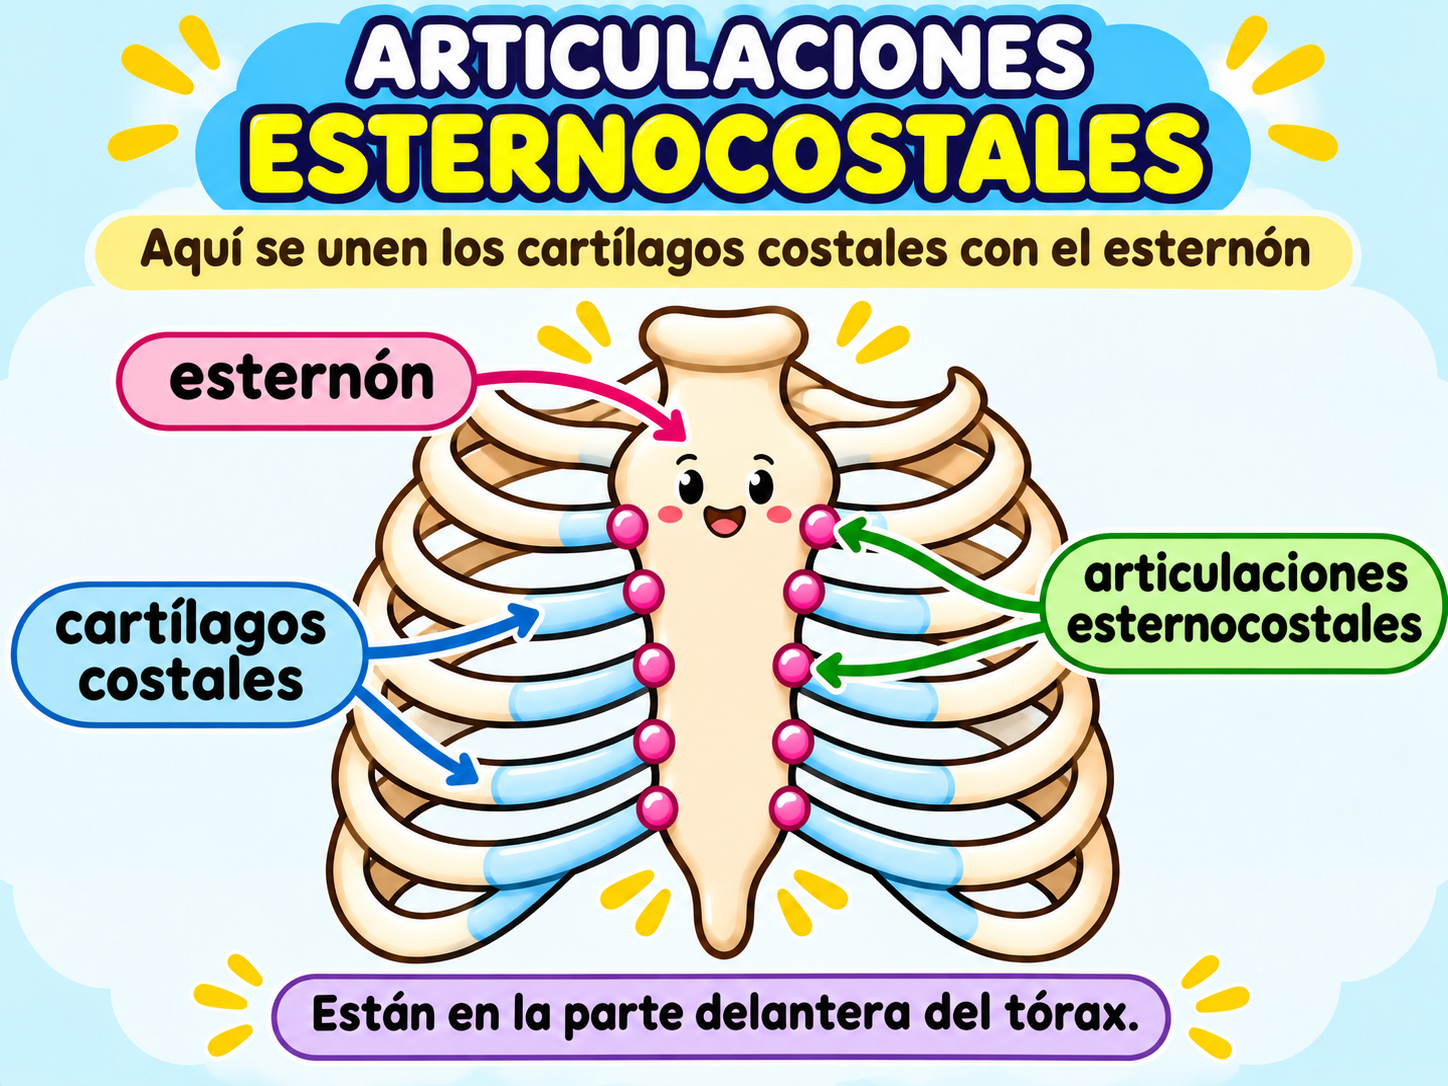 ARTICULACIONES
ESTERNOCOSTALES
Aquí se unen los cartílagos costales con el esternón
esternón
cartílagos
costales
articulaciones
esternocostales
Están en la parte delantera del tórax.